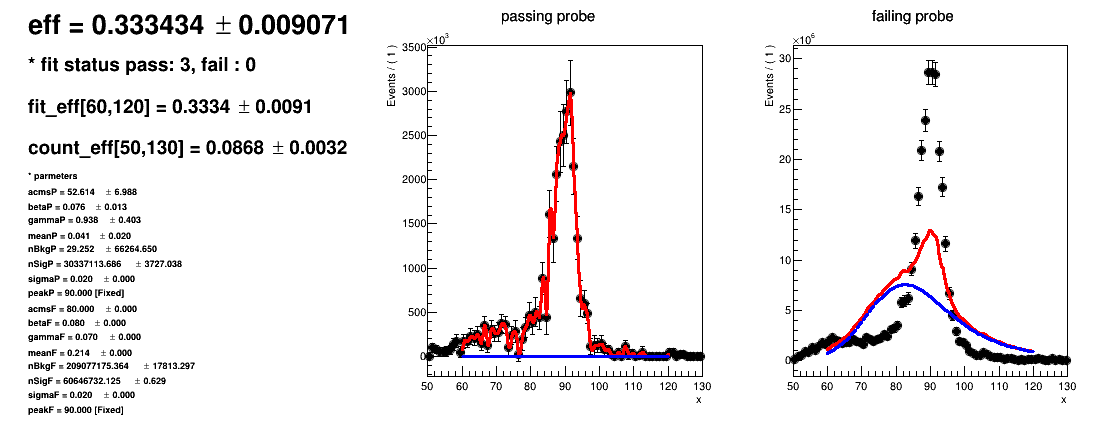 eff = 0.333434 ± 0.009071
* fit status pass: 3, fail : 0
fit_eff[60,120] = 0.3334 ± 0.0091
count_eff[50,130] = 0.0868 ± 0.0032
* parmeters
acmsP = 52.614 ± 6.988
betaP = 0.076 ± 0.013
gammaP = 0.938 ± 0.403
meanP = 0.041 ± 0.020
nBkgP = 29.252 ± 66264.650
nSigP = 30337113.686 ± 3727.038
sigmaP = 0.020 ± 0.000
peakP = 90.000 [Fixed]
acmsF = 80.000 ± 0.000
betaF = 0.080 ± 0.000
gammaF = 0.070 ± 0.000
meanF = 0.214 ± 0.000
nBkgF = 209077175.364 ± 17813.297
nSigF = 60646732.125 ± 0.629
sigmaF = 0.020 ± 0.000
peakF = 90.000 [Fixed]
passing probe
×10³
Events / ( 1 )
3500
3000
2500
2000
1500
1000
500
0
50 60 70 80 90 100 110 120 130
x
failing probe
×10⁶
Events / ( 1 )
30
25
20
15
10
5
0
50 60 70 80 90 100 110 120 130
x